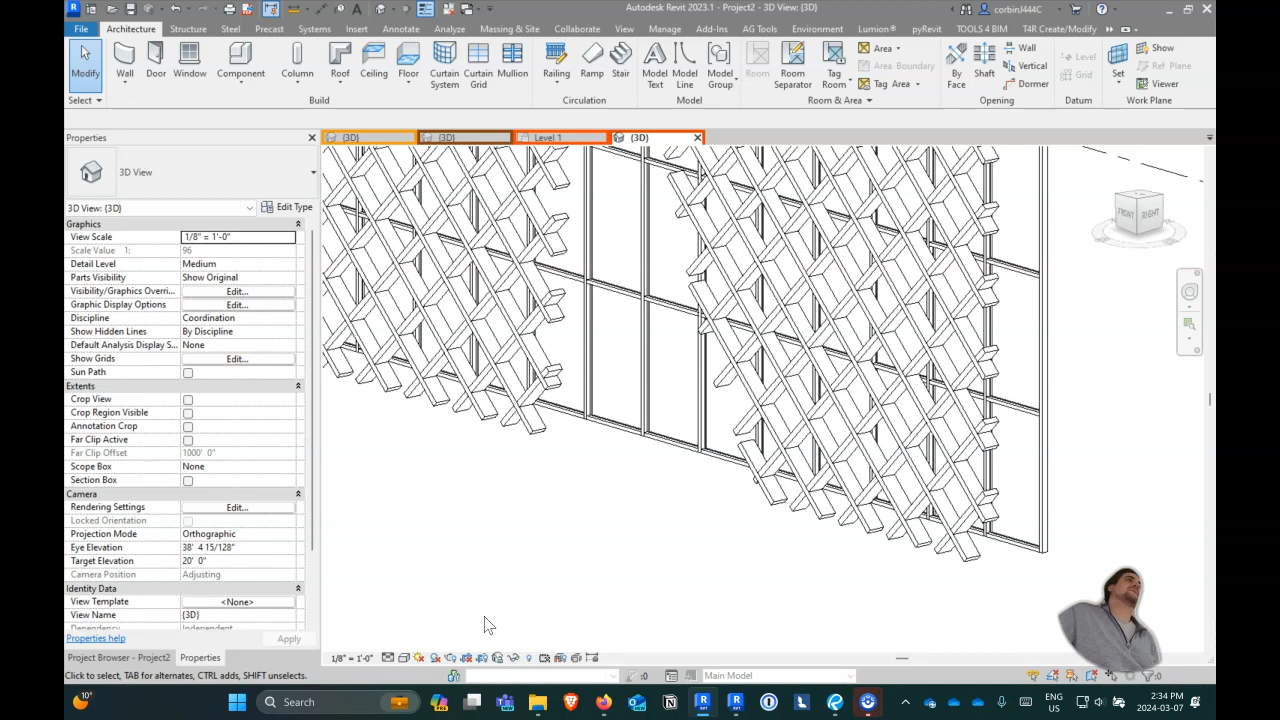 Autodesk Revit 2023.1 - Project2 - 3D View: {3D}
corbinJ444C
File
Architecture
Structure
Steel
Precast
Systems
Insert
Annotate
Analyze
Massing & Site
Collaborate
View
Manage
Add-Ins
AG Tools
Environment
Lumion®
pyRevit
TOOLS 4 BIM
T4R Create/Modify
Modify
Wall
Door
Window
Component
Column
Roof
Ceiling
Floor
Curtain
System
Curtain
Grid
Mullion
Railing
Ramp
Stair
Model
Text
Model
Line
Model
Group
Room
Room
Separator
Tag
Room
Area
Area Boundary
Tag Area
By
Face
Shaft
Wall
Vertical
Dormer
Level
Grid
Set
Show
Ref Plane
Viewer
Select
Build
Circulation
Model
Room & Area
Opening
Datum
Work Plane
Properties
{3D}
{3D}
Level 1
{3D}
3D View
3D View: {3D}
Edit Type
Graphics
View Scale 1/8" = 1'-0"
Scale Value 1: 96
Detail Level Medium
Parts Visibility Show Original
Visibility/Graphics Overri... Edit...
Graphic Display Options Edit...
Discipline Coordination
Show Hidden Lines By Discipline
Default Analysis Display S... None
Show Grids Edit...
Sun Path
Extents
Crop View
Crop Region Visible
Annotation Crop
Far Clip Active
Far Clip Offset 1000' 0"
Scope Box None
Section Box
Camera
Rendering Settings Edit...
Locked Orientation
Projection Mode Orthographic
Eye Elevation 38' 4 15/128"
Target Elevation 20' 0"
Camera Position Adjusting
Identity Data
View Template <None>
View Name {3D}
Dependency Independent
Properties help
Apply
Project Browser - Project2
Properties
FRONT
RIGHT
1/8" = 1'-0"
Click to select, TAB for alternates, CTRL adds, SHIFT unselects.
:0
Main Model
:0
10°
Search
ENG
US
2:34 PM
2024-03-07